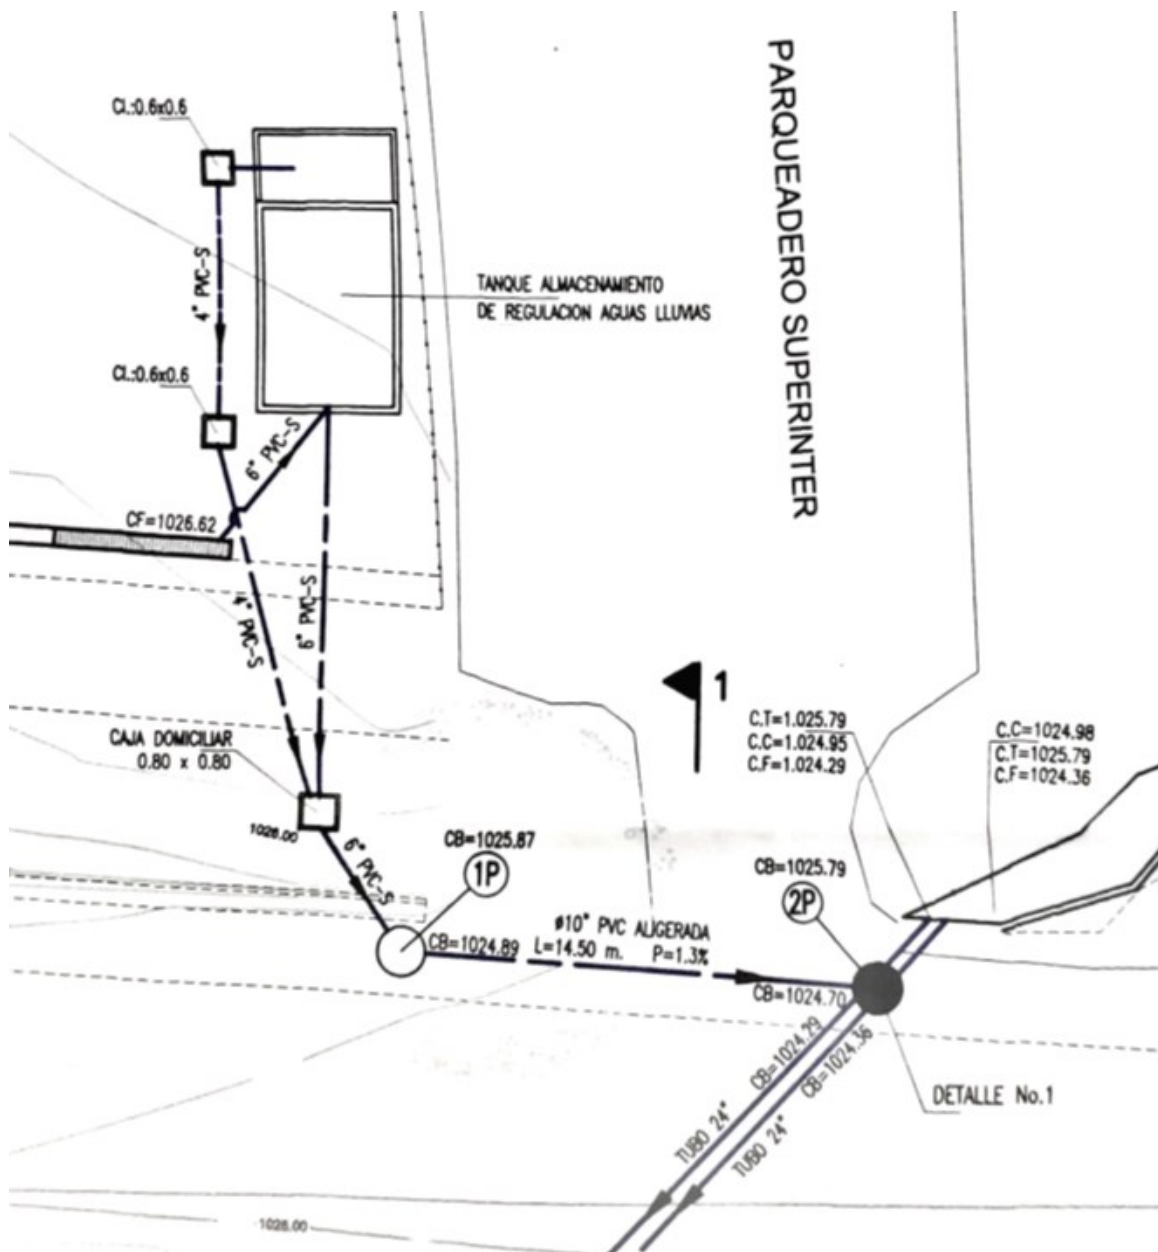 CI.:0.6x0.6
PARQUEADERO SUPERINTER
4" PVC-S
TANQUE ALMACENAMIENTO
DE REGULACION AGUAS LLUVIAS
CI.:0.6x0.6
6" PVC-S
CF=1026.62
4" PVC-S
6" PVC-S
1
C.T=1.025.79
C.C=1.024.95
C.F=1.024.29
C.C=1024.98
C.T=1025.79
C.F=1024.36
CAJA DOMICILIAR
0.80 x 0.80
1026.00
6" PVC-S
CB=1025.87
1P
CB=1025.79
2P
ø10" PVC ALIGERADA
CB=1024.89 L=14.50 m. P=1.3%
CB=1024.70
CB=1024.29
CB=1024.36
DETALLE No.1
TUBO 24"
TUBO 24"
1026.00